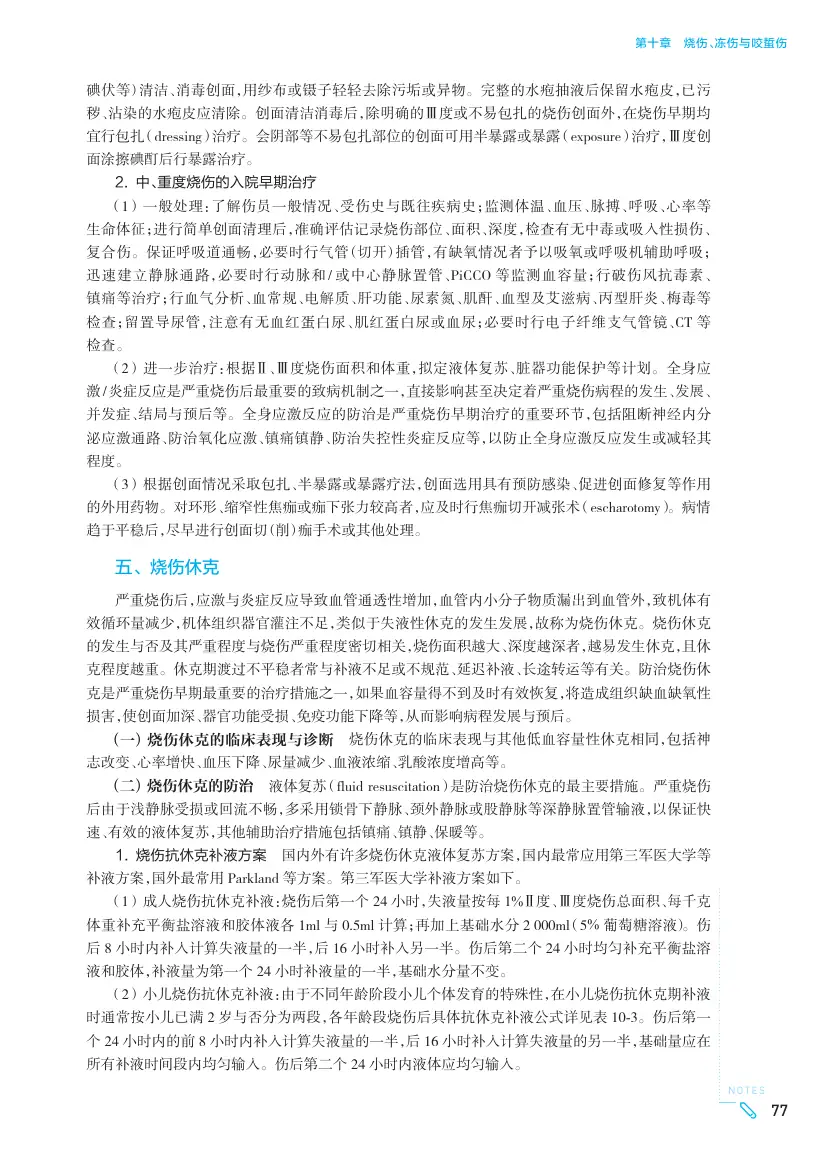 第十章 烧伤、冻伤与咬蜇伤
碘伏等)清洁、消毒创面,用纱布或镊子轻轻去除污垢或异物。完整的水疱抽液后保留水疱皮,已污
秽、沾染的水疱皮应清除。创面清洁消毒后,除明确的Ⅲ度或不易包扎的烧伤创面外,在烧伤早期均
宜行包扎(dressing)治疗。会阴部等不易包扎部位的创面可用半暴露或暴露(exposure)治疗,Ⅲ度创
面涂擦碘酊后行暴露治疗。
2. 中、重度烧伤的入院早期治疗
(1)一般处理:了解伤员一般情况、受伤史与既往疾病史;监测体温、血压、脉搏、呼吸、心率等
生命体征;进行简单创面清理后,准确评估记录烧伤部位、面积、深度,检查有无中毒或吸入性损伤、
复合伤。保证呼吸道通畅,必要时行气管(切开)插管,有缺氧情况者予以吸氧或呼吸机辅助呼吸;
迅速建立静脉通路,必要时行动脉和/或中心静脉置管、PiCCO 等监测血容量;行破伤风抗毒素、
镇痛等治疗;行血气分析、血常规、电解质、肝功能、尿素氮、肌酐、血型及艾滋病、丙型肝炎、梅毒等
检查;留置导尿管,注意有无血红蛋白尿、肌红蛋白尿或血尿;必要时行电子纤维支气管镜、CT 等
检查。
(2)进一步治疗:根据Ⅱ、Ⅲ度烧伤面积和体重,拟定液体复苏、脏器功能保护等计划。全身应
激/炎症反应是严重烧伤后最重要的致病机制之一,直接影响甚至决定着严重烧伤病程的发生、发展、
并发症、结局与预后等。全身应激反应的防治是严重烧伤早期治疗的重要环节,包括阻断神经内分
泌应激通路、防治氧化应激、镇痛镇静、防治失控性炎症反应等,以防止全身应激反应发生或减轻其
程度。
(3)根据创面情况采取包扎、半暴露或暴露疗法,创面选用具有预防感染、促进创面修复等作用
的外用药物。对环形、缩窄性焦痂或痂下张力较高者,应及时行焦痂切开减张术(escharotomy)。病情
趋于平稳后,尽早进行创面切(削)痂手术或其他处理。
五、烧伤休克
严重烧伤后,应激与炎症反应导致血管通透性增加,血管内小分子物质漏出到血管外,致机体有
效循环量减少,机体组织器官灌注不足,类似于失液性休克的发生发展,故称为烧伤休克。烧伤休克
的发生与否及其严重程度与烧伤严重程度密切相关,烧伤面积越大、深度越深者,越易发生休克,且休
克程度越重。休克期渡过不平稳者常与补液不足或不规范、延迟补液、长途转运等有关。防治烧伤休
克是严重烧伤早期最重要的治疗措施之一,如果血容量得不到及时有效恢复,将造成组织缺血缺氧性
损害,使创面加深、器官功能受损、免疫功能下降等,从而影响病程发展与预后。
(一)烧伤休克的临床表现与诊断 烧伤休克的临床表现与其他低血容量性休克相同,包括神
志改变、心率增快、血压下降、尿量减少、血液浓缩、乳酸浓度增高等。
(二)烧伤休克的防治 液体复苏(fluid resuscitation)是防治烧伤休克的最主要措施。严重烧伤
后由于浅静脉受损或回流不畅,多采用锁骨下静脉、颈外静脉或股静脉等深静脉置管输液,以保证快
速、有效的液体复苏,其他辅助治疗措施包括镇痛、镇静、保暖等。
1. 烧伤抗休克补液方案 国内外有许多烧伤休克液体复苏方案,国内最常应用第三军医大学等
补液方案,国外最常用 Parkland 等方案。第三军医大学补液方案如下。
(1)成人烧伤抗休克补液:烧伤后第一个 24 小时,失液量按每 1%Ⅱ度、Ⅲ度烧伤总面积、每千克
体重补充平衡盐溶液和胶体液各 1ml 与 0.5ml 计算;再加上基础水分 2 000ml(5% 葡萄糖溶液)。伤
后 8 小时内补入计算失液量的一半,后 16 小时补入另一半。伤后第二个 24 小时均匀补充平衡盐溶
液和胶体,补液量为第一个 24 小时补液量的一半,基础水分量不变。
(2)小儿烧伤抗休克补液:由于不同年龄阶段小儿个体发育的特殊性,在小儿烧伤抗休克期补液
时通常按小儿已满 2 岁与否分为两段,各年龄段烧伤后具体抗休克补液公式详见表 10-3。伤后第一
个 24 小时内的前 8 小时内补入计算失液量的一半,后 16 小时补入计算失液量的另一半,基础量应在
所有补液时间段内均匀输入。伤后第二个 24 小时内液体应均匀输入。
NOTES
77